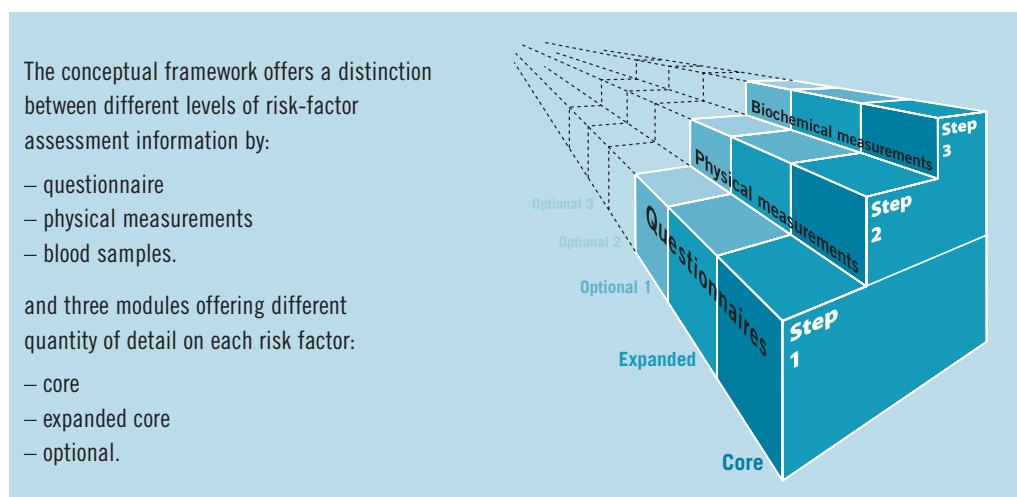 The conceptual framework offers a distinction
between different levels of risk-factor
assessment information by:
– questionnaire
– physical measurements
– blood samples.
and three modules offering different
quantity of detail on each risk factor:
– core
– expanded core
– optional.
Biochemical measurements
Step
3
Physical measurements
Step
2
Questionnaires
Step
1
Optional 3
Optional 2
Optional 1
Expanded
Core